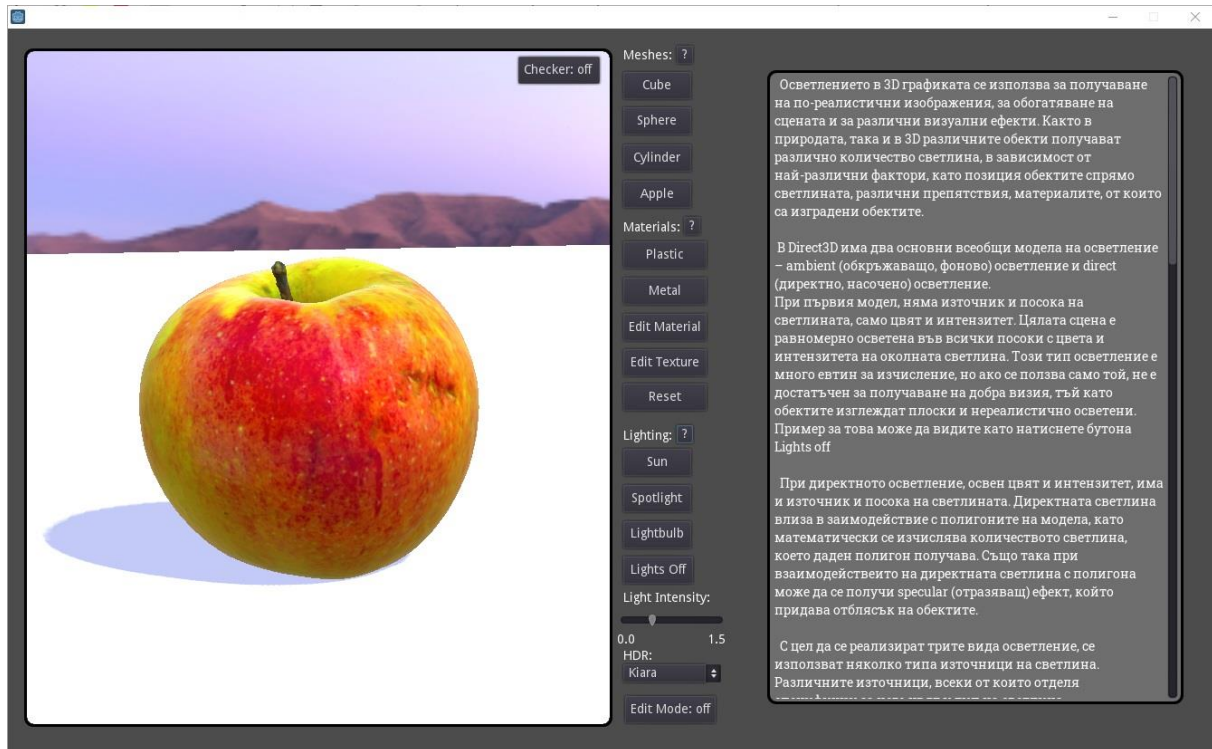 Checker: off
Meshes: ?
Cube
Sphere
Cylinder
Apple
Materials: ?
Plastic
Metal
Edit Material
Edit Texture
Reset
Lighting: ?
Sun
Spotlight
Lightbulb
Lights Off
Light Intensity:
0.0 1.5
HDR:
Kiara
Edit Mode: off
Осветлението в 3D графиката се използва за получаване
на по-реалистични изображения, за обогатяване на
сцената и за различни визуални ефекти. Както в
природата, така и в 3D различните обекти получават
различно количество светлина, в зависимост от
най-различни фактори, като позиция обектите спрямо
светлината, различни препятствия, материалите, от които
са изградени обектите.
В Direct3D има два основни всеобщи модела на осветление
– ambient (обкръжаващо, фоново) осветление и direct
(директно, насочено) осветление.
При първия модел, няма източник и посока на
светлината, само цвят и интензитет. Цялата сцена е
равномерно осветена във всички посоки с цвета и
интензитета на околната светлина. Този тип осветление е
много евтин за изчисление, но ако се ползва само той, не е
достатъчен за получаване на добра визия, тъй като
обектите изглеждат плоски и нереалистично осветени.
Пример за това може да видите като натиснете бутона
Lights off
При директното осветление, освен цвят и интензитет, има
и източник и посока на светлината. Директната светлина
влиза в заимодействие с полигоните на модела, като
математически се изчислява количеството светлина,
което даден полигон получава. Също така при
взаимодействеито на директната светлина с полигона
може да се получи specular (отразяващ) ефект, който
придава отблясък на обектите.
С цел да се реализират трите вида осветление, се
използват няколко типа източници на светлина.
Различните източници, всеки от които отделя